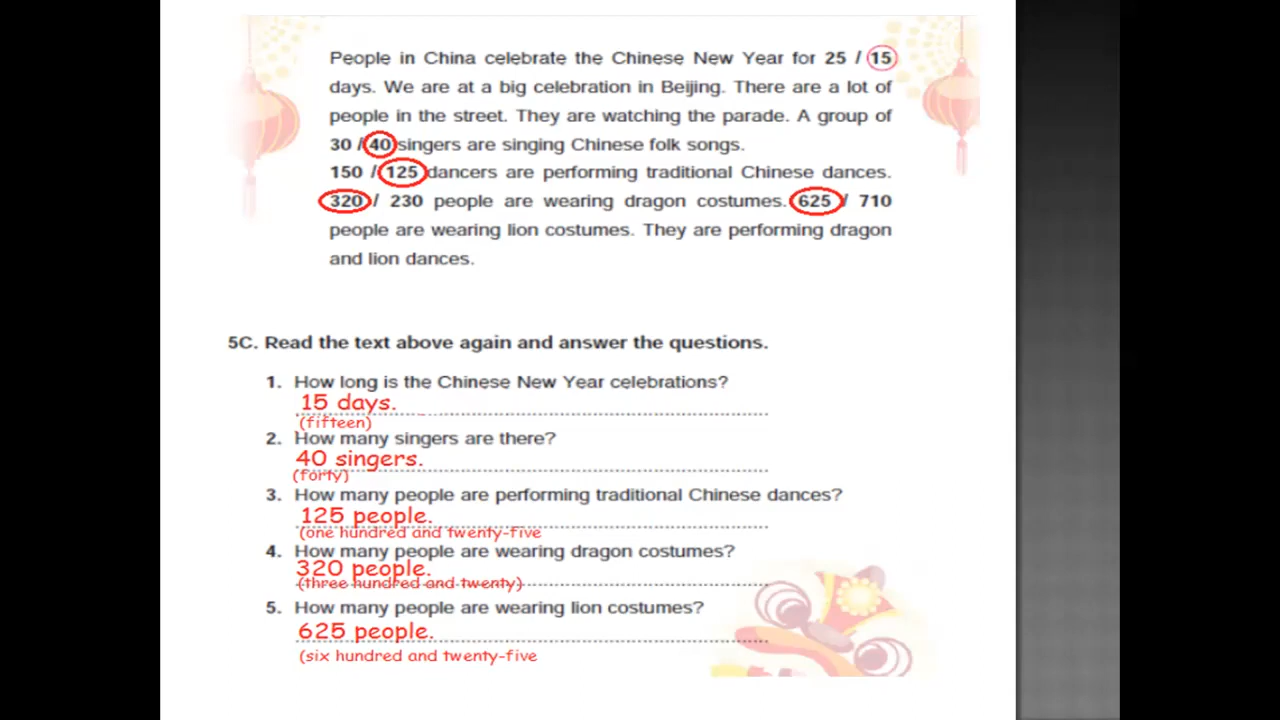 People in China celebrate the Chinese New Year for 25 / 15
days. We are at a big celebration in Beijing. There are a lot of
people in the street. They are watching the parade. A group of
30 / 40 singers are singing Chinese folk songs.
150 / 125 dancers are performing traditional Chinese dances.
320 / 230 people are wearing dragon costumes. 625 / 710
people are wearing lion costumes. They are performing dragon
and lion dances.
5C. Read the text above again and answer the questions.
1. How long is the Chinese New Year celebrations?
15 days.
(fifteen)
2. How many singers are there?
40 singers.
(forty)
3. How many people are performing traditional Chinese dances?
125 people.
(one hundred and twenty-five
4. How many people are wearing dragon costumes?
320 people.
(three hundred and twenty)
5. How many people are wearing lion costumes?
625 people.
(six hundred and twenty-five